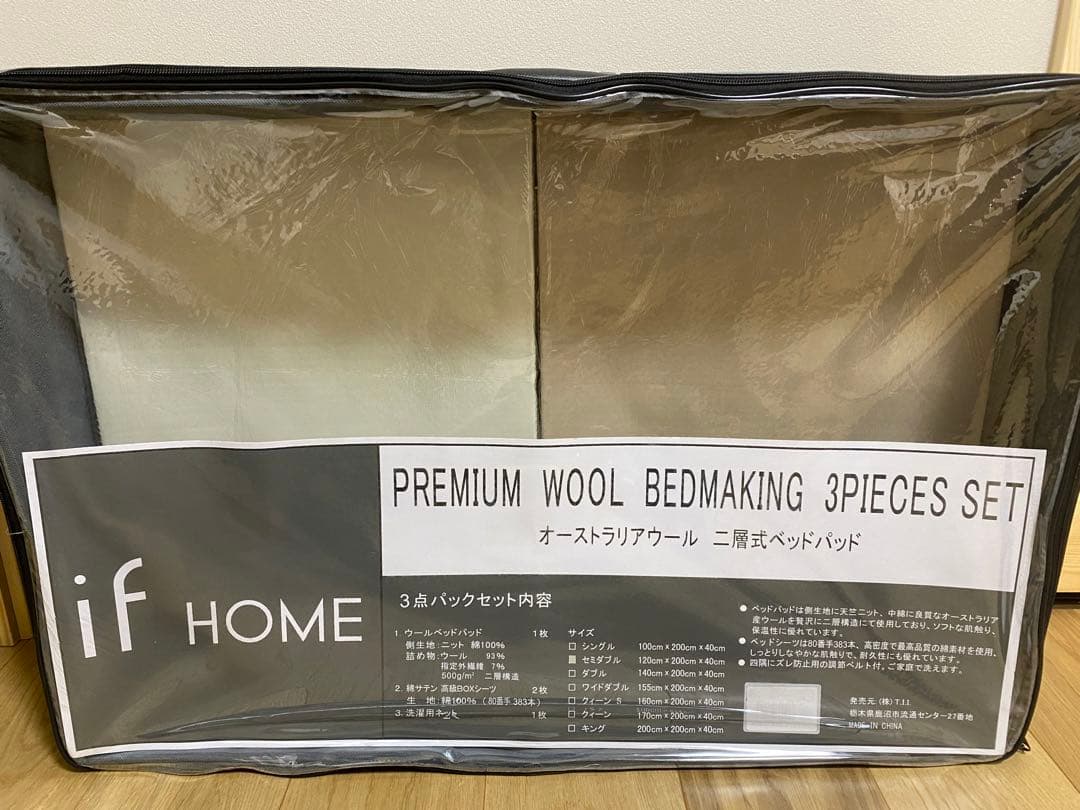 PREMIUM WOOL BEDMAKING 3PIECES SET
オーストラリアウール 二層式ベッドパッド
if HOME
3点パックセット内容
1. ウールベッドパッド 1枚
側生地:ニット 綿100%
詰め物:ウール 93%
指定外繊維 7%
500g/m² 二層構造
2. 綿サテン 高級BOXシーツ 2枚
生 地:綿100% (80番手 383本)
3. 洗濯用ネット 1枚
サイズ
□ シングル 100cm×200cm×40cm
■ セミダブル 120cm×200cm×40cm
□ ダブル 140cm×200cm×40cm
□ ワイドダブル 155cm×200cm×40cm
□ クィーン S 160cm×200cm×40cm
□ クィーン 170cm×200cm×40cm
□ キング 200cm×200cm×40cm
● ベッドパッドは側生地に天竺ニット、中綿に良質なオーストラリア
産ウールを贅沢に二層構造にて使用しており、ソフトな肌触り、
保温性に優れています。
● ベッドシーツは80番手383本、高密度で最高品質の綿素材を使用、
しっとりしなやかな肌触りで、耐久性にも優れています。
● 四隅にズレ防止用の調節ベルト付。ご家庭で洗えます。
発売元 (株)T.I.I.
栃木県鹿沼市流通センター27番地
MADE IN CHINA